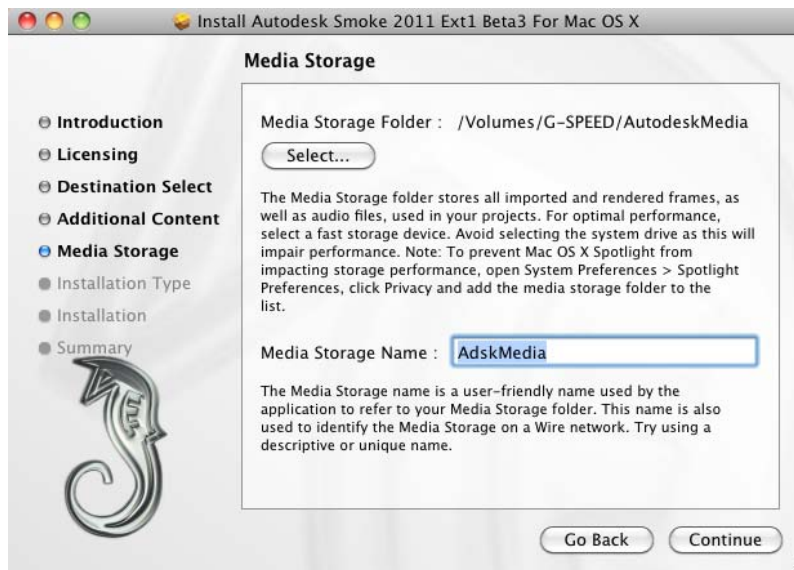 Install Autodesk Smoke 2011 Ext1 Beta3 For Mac OS X
Media Storage
Introduction
Licensing
Destination Select
Additional Content
Media Storage
Installation Type
Installation
Summary
Media Storage Folder : /Volumes/G-SPEED/AutodeskMedia
Select...
The Media Storage folder stores all imported and rendered frames, as
well as audio files, used in your projects. For optimal performance,
select a fast storage device. Avoid selecting the system drive as this will
impair performance. Note: To prevent Mac OS X Spotlight from
impacting storage performance, open System Preferences > Spotlight
Preferences, click Privacy and add the media storage folder to the
list.
Media Storage Name : AdskMedia
The Media Storage name is a user-friendly name used by the
application to refer to your Media Storage folder. This name is also
used to identify the Media Storage on a Wire network. Try using a
descriptive or unique name.
Go Back
Continue